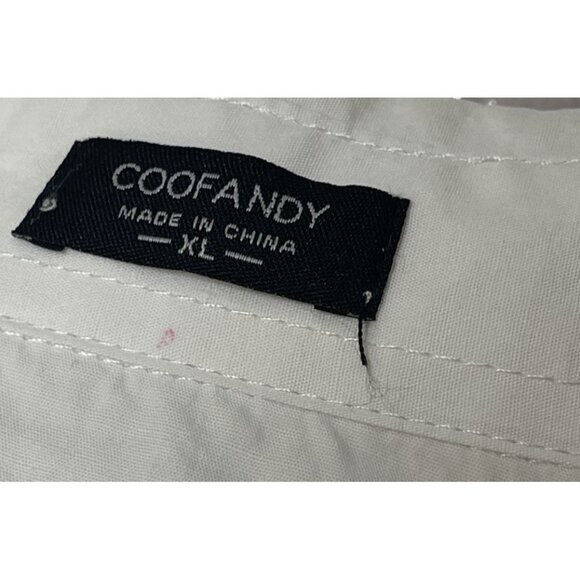 COOFANDY
MADE IN CHINA
— XL —